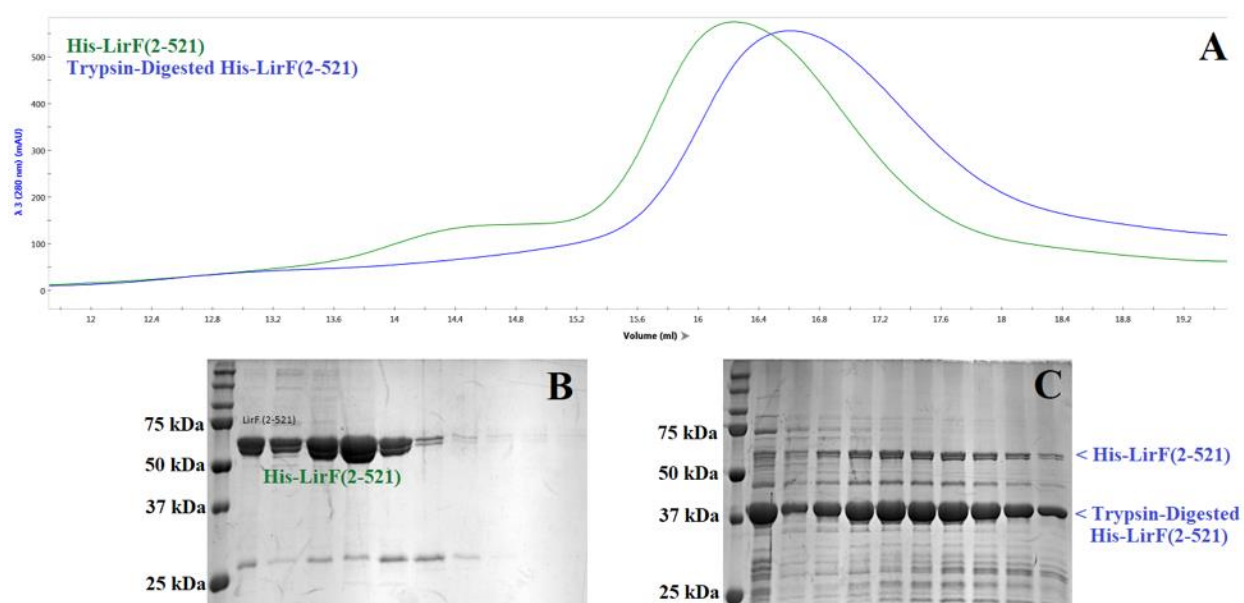 His-LirF(2-521)
Trypsin-Digested His-LirF(2-521)
A
λ 3 (280 nm) (mAU)
500
400
300
200
100
0
12 12.4 12.8 13.2 13.6 14 14.4 14.8 15.2 15.6 16 16.4 16.8 17.2 17.6 18 18.4 18.8 19.2
Volume (ml)
B
75 kDa
LirF (2-521)
50 kDa
His-LirF(2-521)
37 kDa
25 kDa
C
75 kDa
< His-LirF(2-521)
50 kDa
37 kDa
< Trypsin-Digested
His-LirF(2-521)
25 kDa